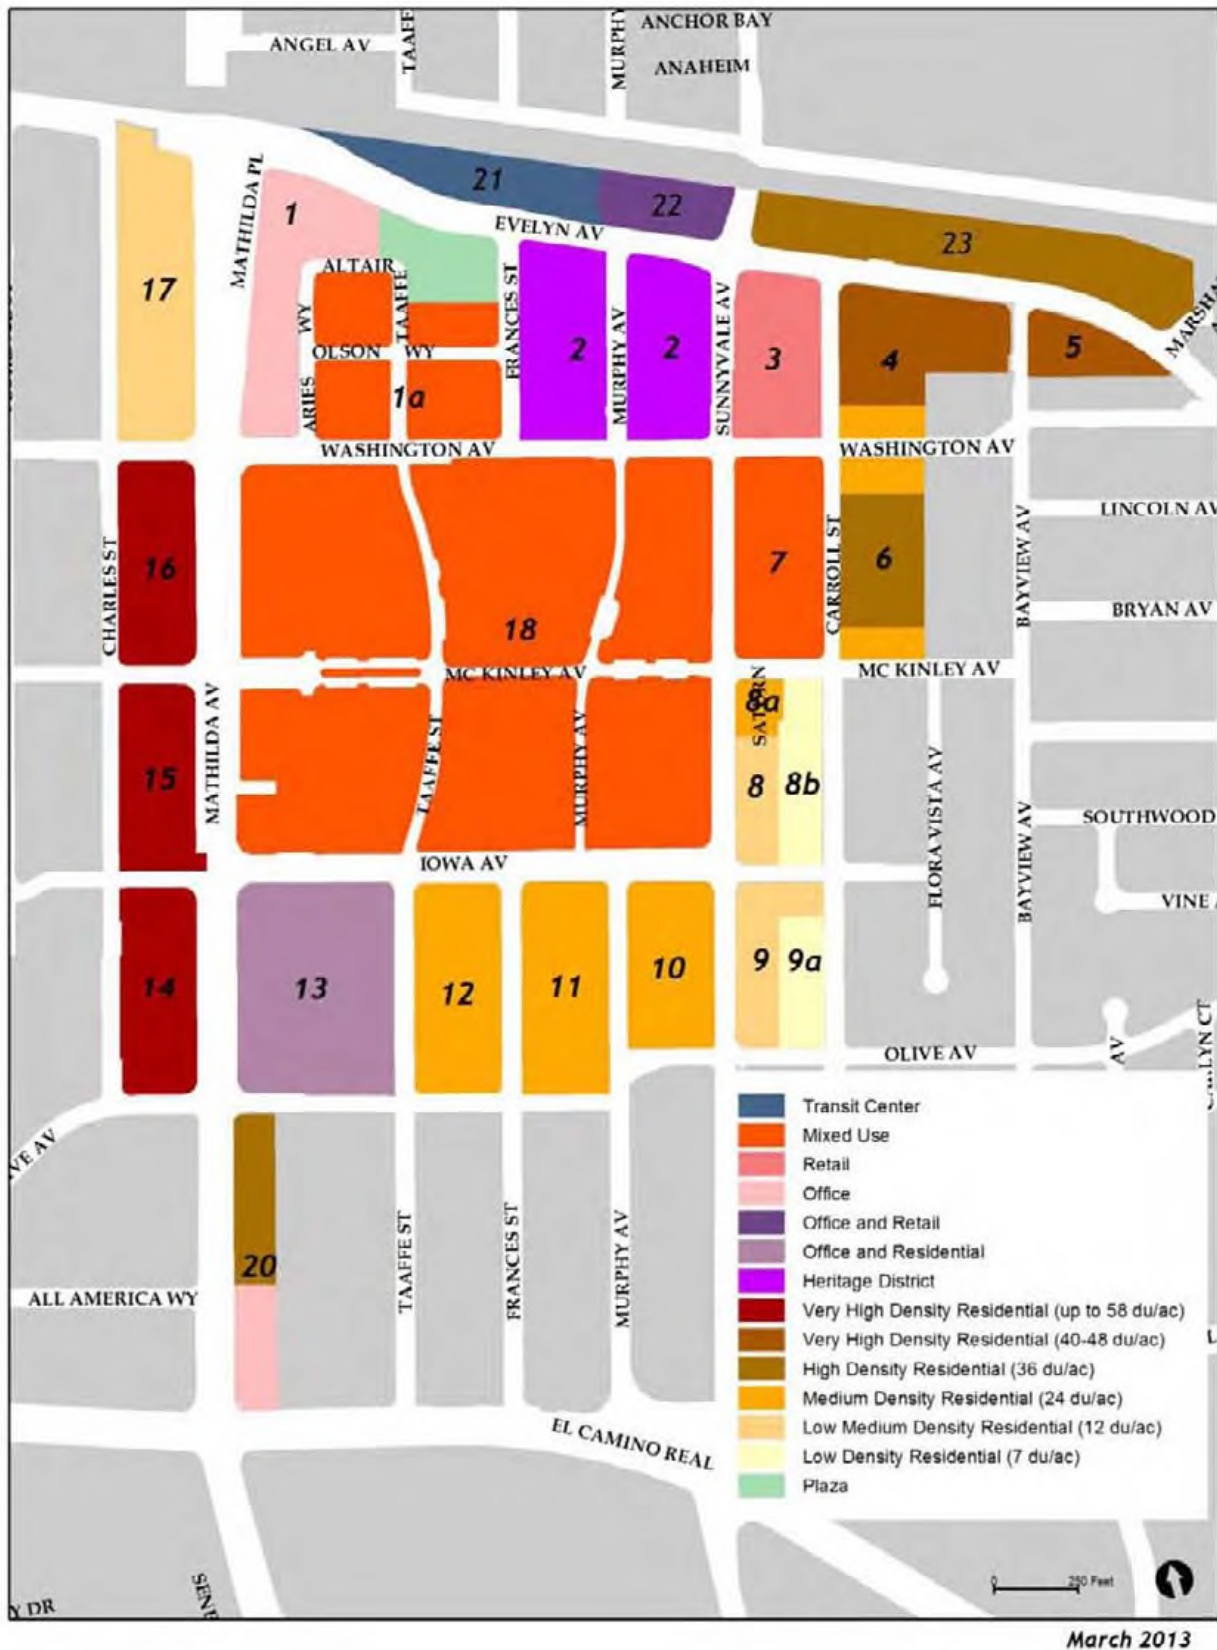 ANCHOR BAY
ANGEL AV
TAAFE
MURPHY
ANAHEIM
MATHILDA PL
21
22
1
EVELYN AV
23
17
ALTAIR
WY
TAAFFE
FRANCES ST
2
MURPHY AV
2
SUNNYVALE AV
3
4
5
OLSON WY
ARIES
1a
WASHINGTON AV
WASHINGTON AV
LINCOLN AV
CHARLES ST
16
18
7
CARROLL ST
6
BAYVIEW AV
BRYAN AV
MC KINLEY AV
MC KINLEY AV
SATURN
8a
MATHILDA AV
15
TAAFFE ST
MURPHY AV
8
8b
FLORA VISTA AV
BAYVIEW AV
SOUTHWOOD
IOWA AV
VINE
14
13
12
11
10
9
9a
OLIVE AV
AV
VE AV
Transit Center
Mixed Use
Retail
Office
Office and Retail
Office and Residential
Heritage District
Very High Density Residential (up to 58 du/ac)
Very High Density Residential (40-48 du/ac)
High Density Residential (36 du/ac)
Medium Density Residential (24 du/ac)
Low Medium Density Residential (12 du/ac)
Low Density Residential (7 du/ac)
Plaza
20
TAAFFE ST
FRANCES ST
MURPHY AV
ALL AMERICA WY
EL CAMINO REAL
SENE
Y DR
0
250 Feet
March 2013